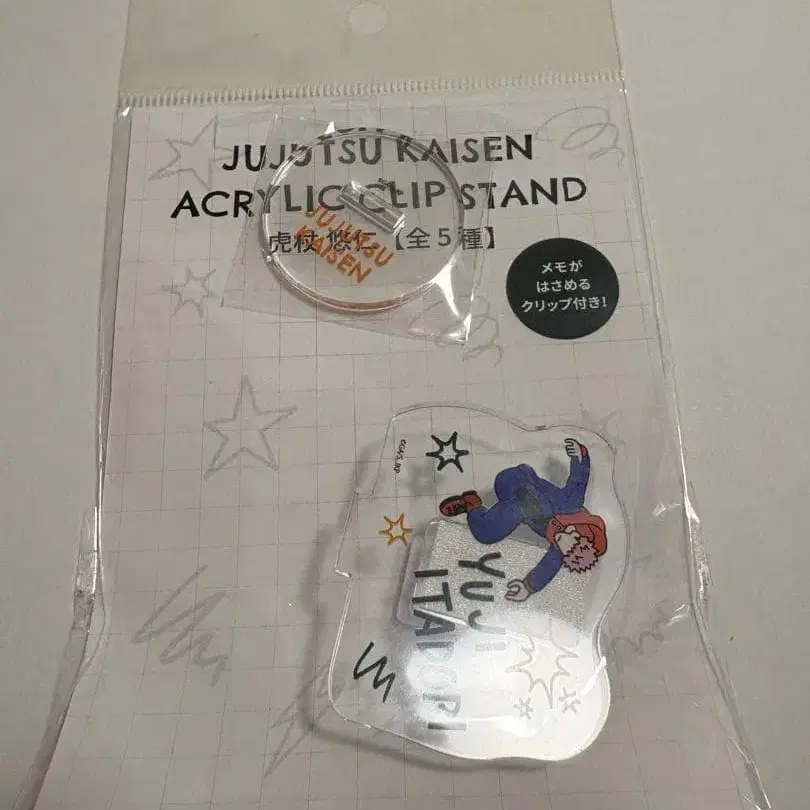 JUJUTSU KAISEN
ACRYLIC CLIP STAND
虎杖 悠仁【全5種】
JUJUTSU
KAISEN
メモが
はさめる
クリップ付き!
YUJI
ITADORI